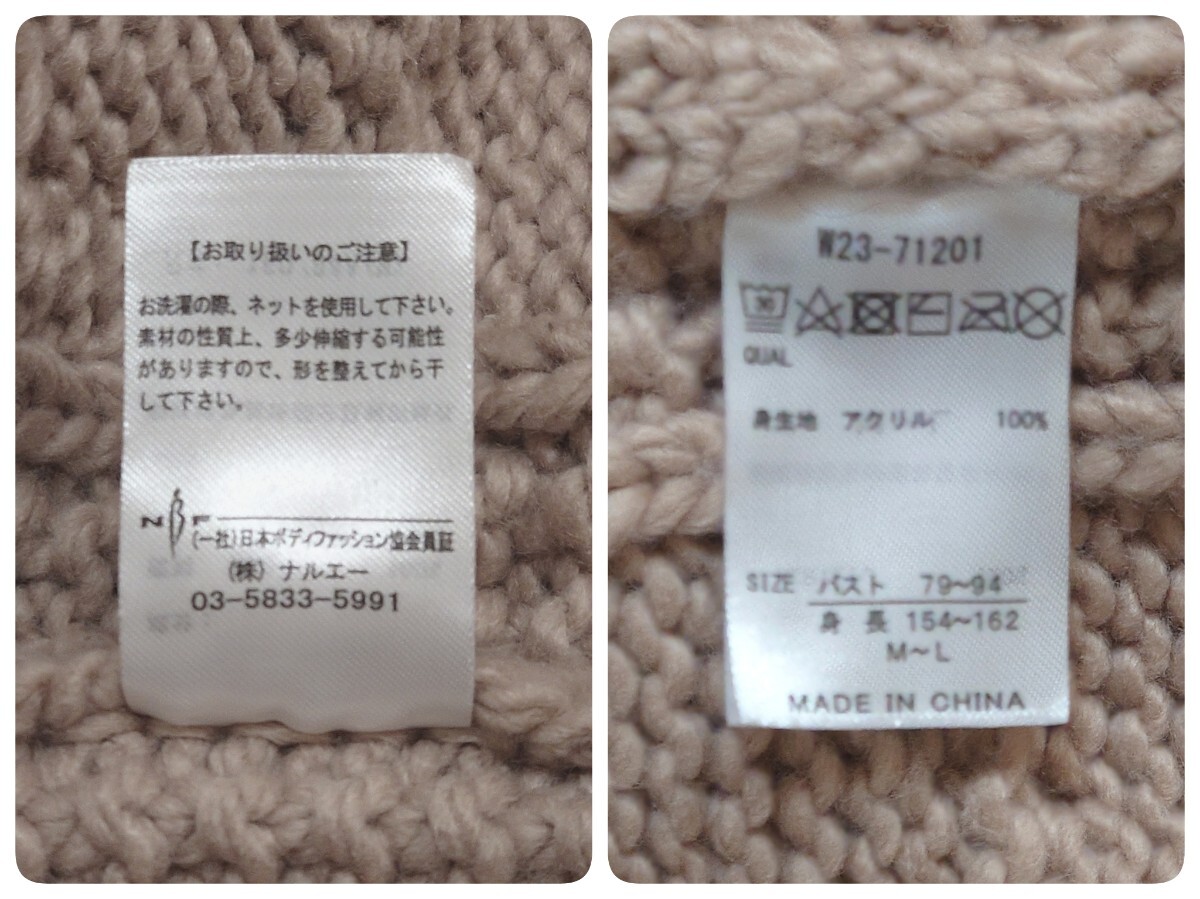 【お取り扱いのご注意】
お洗濯の際、ネットを使用して下さい。
素材の性質上、多少伸縮する可能性
がありますので、形を整えてから干
して下さい。
NBF
(一社)日本ボディファッション協会員証
(株) ナルエー
03-5833-5991
W23-71201
30
QUAL
身生地 アクリル 100%
SIZE バスト 79~94
身長 154~162
M~L
MADE IN CHINA